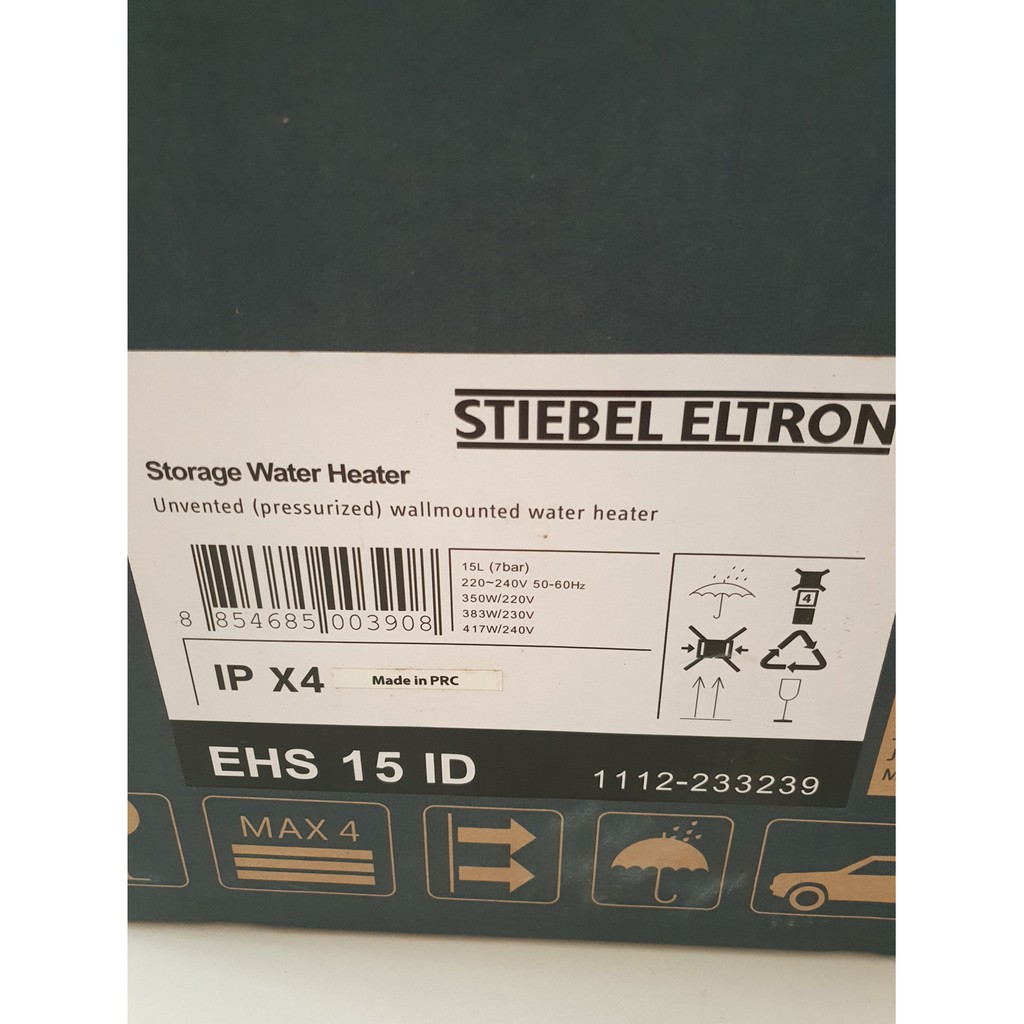 STIEBEL ELTRON
Storage Water Heater
Unvented (pressurized) wallmounted water heater
15L (7bar)
220~240V 50-60Hz
350W/220V
383W/230V
417W/240V
8 854685 003908
4
IP X4
Made in PRC
EHS 15 ID
1112-233239
MAX 4